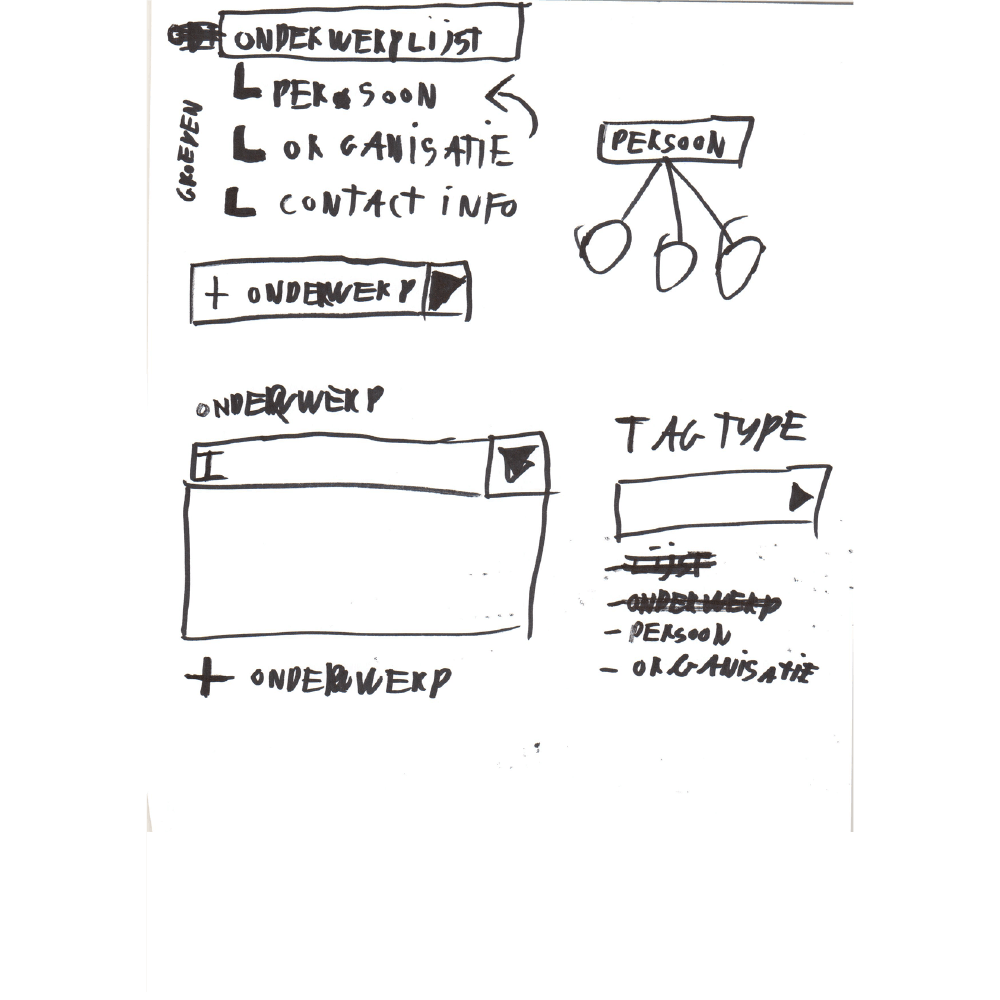 ONDERWERPLIJST
PERSOON
ORGANISATIE
CONTACT INFO
GROEPEN
PERSOON
+ ONDERWERP
ONDERWERP
TAG TYPE
- LIJST
- ONDERWERP
- PERSOON
- ORGANISATIE
+ ONDERWERP